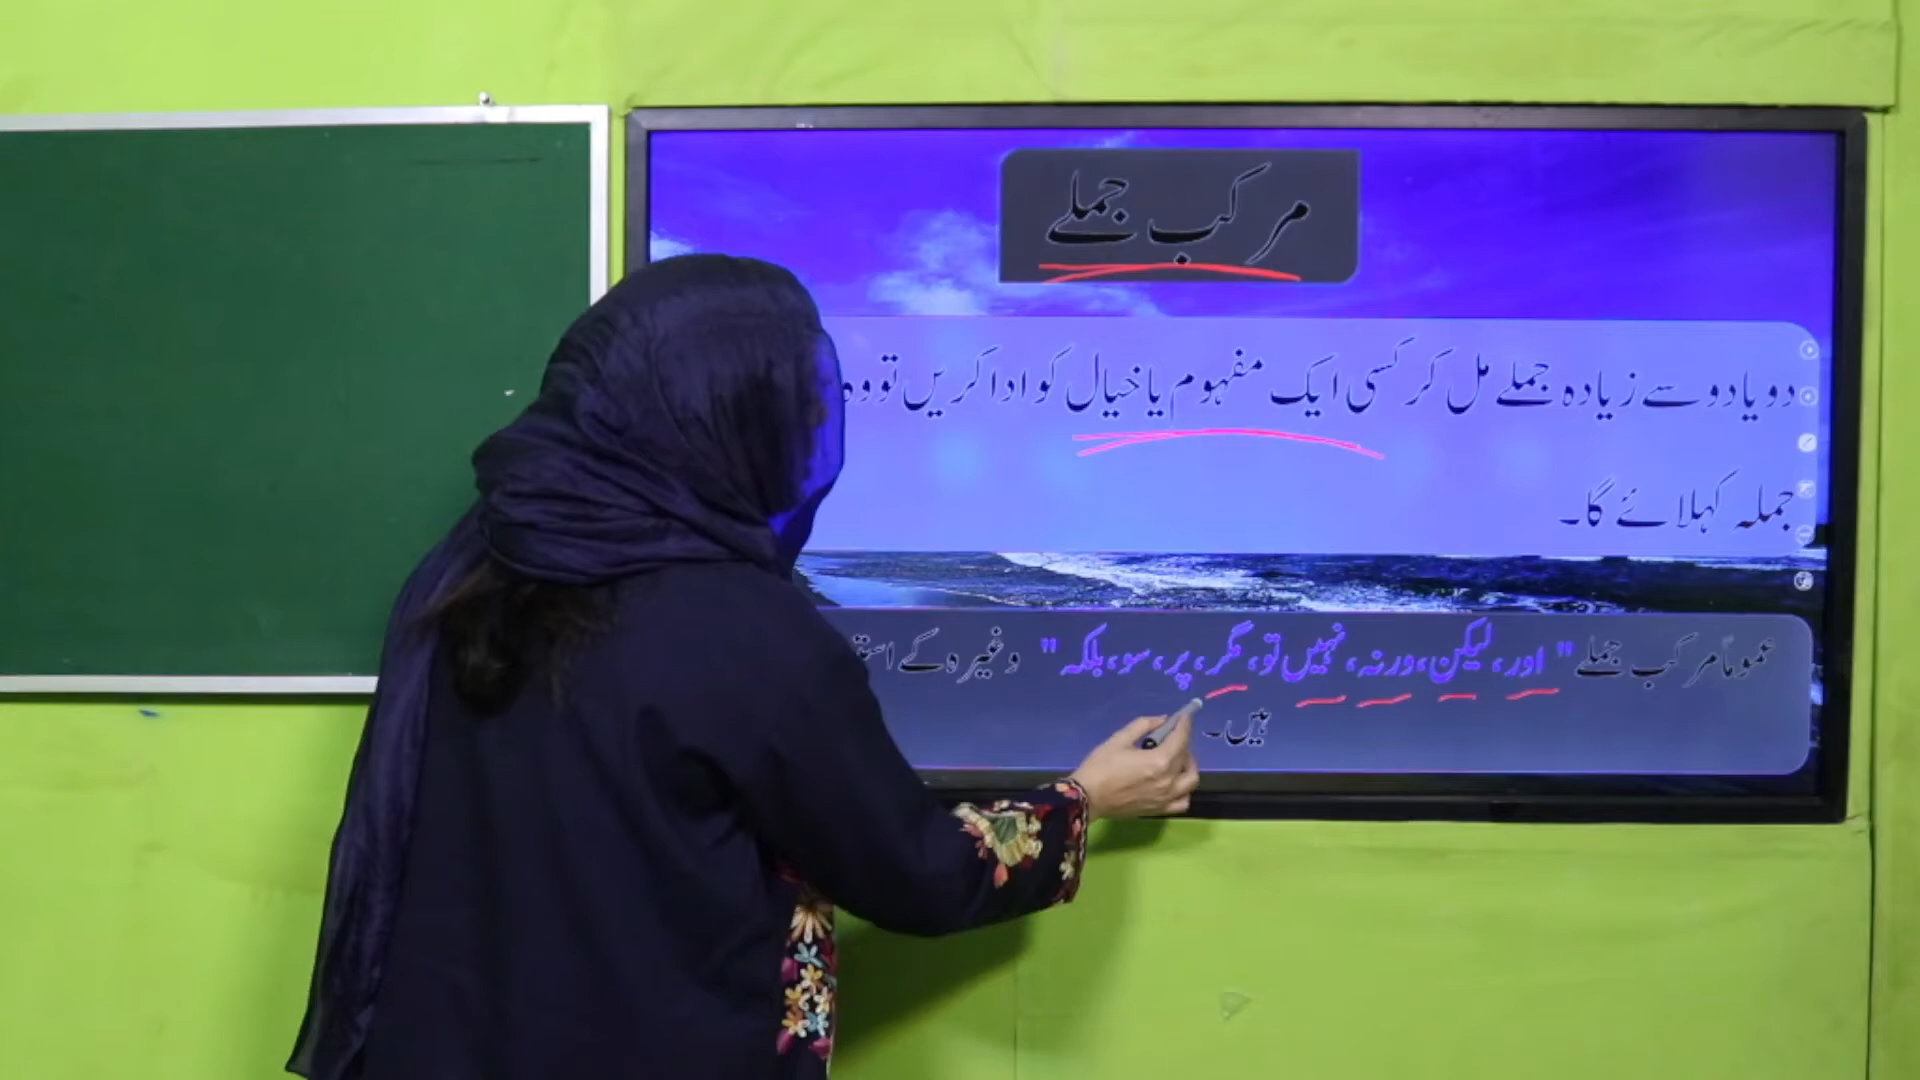 مرکب جملے
دو یا دو سے زیادہ جملے مل کر کسی ایک مفہوم یا خیال کو ادا کریں تو وہ
جملہ کہلائے گا۔
عموماً مرکب جملے " اور، لیکن، ورنہ، نہیں تو، مگر، پر، سو، بلکہ " وغیرہ کے
ہیں۔